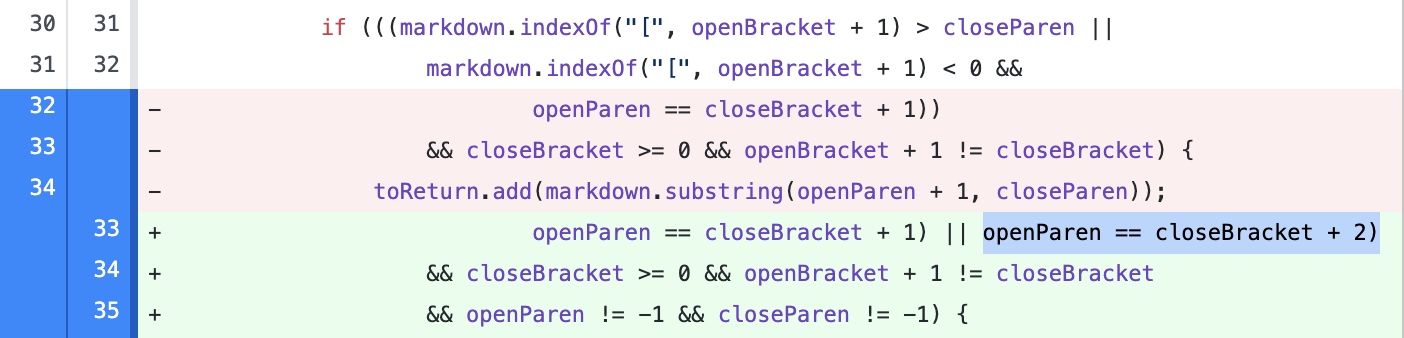 30 31 if (((markdown.indexOf("[", openBracket + 1) > closeParen ||
31 32 markdown.indexOf("[", openBracket + 1) < 0 &&
32 - openParen == closeBracket + 1))
33 - && closeBracket >= 0 && openBracket + 1 != closeBracket) {
34 - toReturn.add(markdown.substring(openParen + 1, closeParen));
33 + openParen == closeBracket + 1) || openParen == closeBracket + 2)
34 + && closeBracket >= 0 && openBracket + 1 != closeBracket
35 + && openParen != -1 && closeParen != -1) {